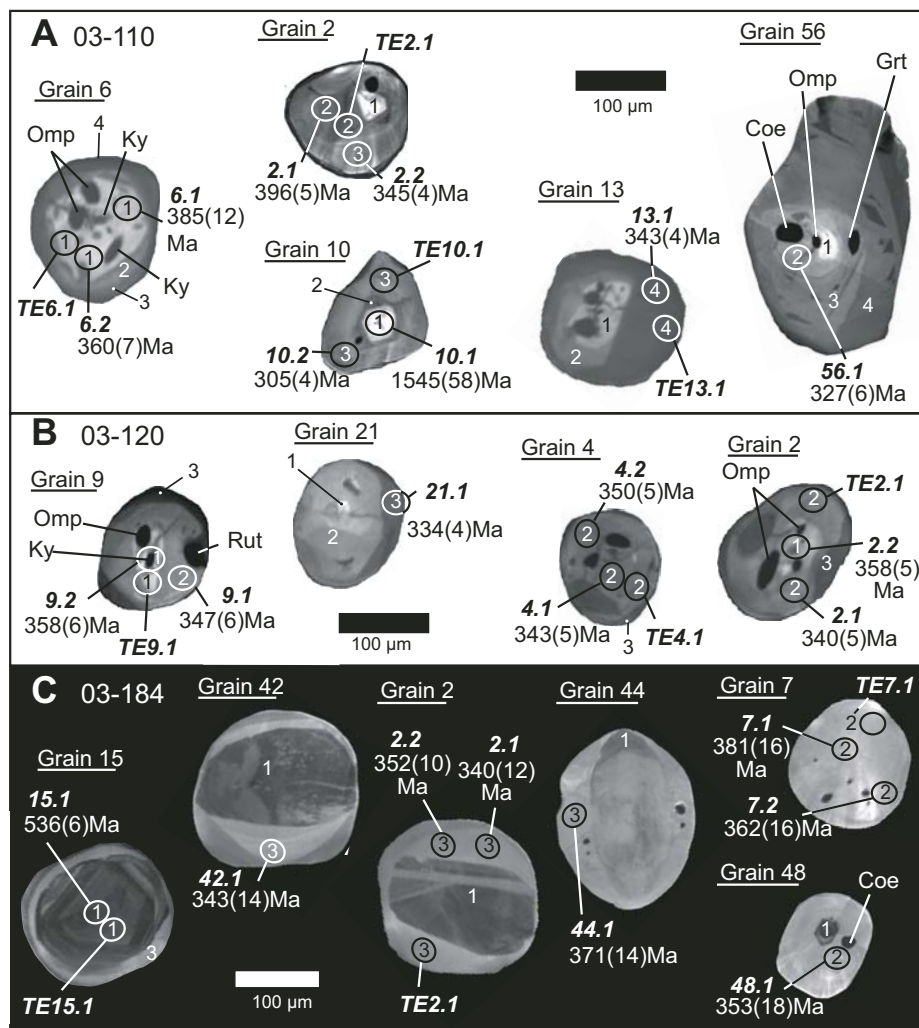 A 03-110
Grain 6
Omp
4
Ky
6.1
385(12)
Ma
1
1
1
2
3
Ky
TE6.1
6.2
360(7)Ma
Grain 2
TE2.1
1
2
2
3
2.1
396(5)Ma
2.2
345(4)Ma
100 µm
Grain 10
TE10.1
3
2
1
3
10.2
305(4)Ma
10.1
1545(58)Ma
Grain 13
13.1
343(4)Ma
4
1
4
2
TE13.1
Grain 56
Omp
Grt
Coe
1
2
3
4
56.1
327(6)Ma
B 03-120
Grain 9
3
Omp
Ky
Rut
1
1
2
9.2
358(6)Ma
9.1
347(6)Ma
TE9.1
Grain 21
1
21.1
3
334(4)Ma
2
100 µm
Grain 4
4.2
350(5)Ma
2
2
2
4.1
343(5)Ma
3
TE4.1
Grain 2
Omp
TE2.1
2
1
2.2
358(5)
Ma
3
2
2.1
340(5)Ma
C 03-184
Grain 15
15.1
536(6)Ma
1
1
3
TE15.1
Grain 42
1
3
42.1
343(14)Ma
100 µm
Grain 2
2.2
352(10)
Ma
2.1
340(12)
Ma
3
3
1
3
TE2.1
Grain 44
1
3
44.1
371(14)Ma
Grain 7
TE7.1
7.1
381(16)
Ma
2
2
7.2
362(16)Ma
2
Grain 48
Coe
1
2
48.1
353(18)Ma